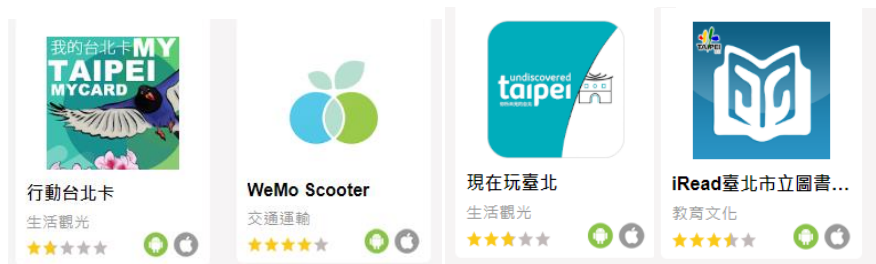 我的台北卡MY
TAIPEI
MYCARD
行動台北卡
生活觀光
WeMo Scooter
交通運輸
undiscovered
taipei
現在玩臺北
生活觀光
TAIPEI
iRead臺北市立圖書...
教育文化